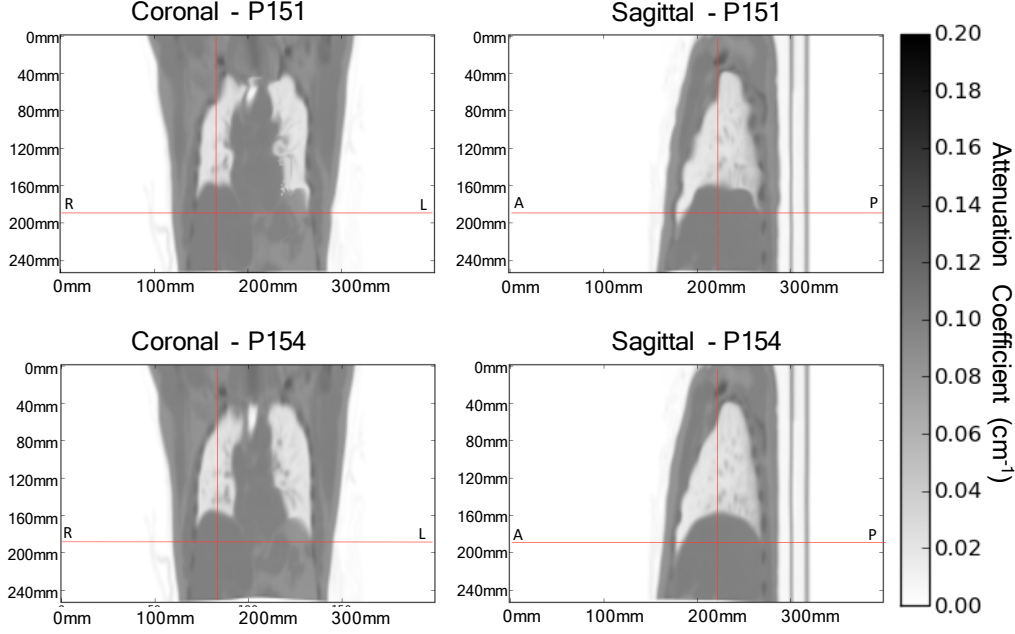 Coronal - P151
Sagittal - P151
0mm
40mm
80mm
120mm
160mm
200mm
240mm
R
L
0mm
100mm
200mm
300mm
0mm
40mm
80mm
120mm
160mm
200mm
240mm
A
P
0mm
100mm
200mm
300mm
Coronal - P154
Sagittal - P154
0mm
40mm
80mm
120mm
160mm
200mm
240mm
R
L
0mm
100mm
200mm
300mm
0mm
40mm
80mm
120mm
160mm
200mm
240mm
A
P
0mm
100mm
200mm
300mm
0.20
0.18
0.16
0.14
0.12
0.10
0.08
0.06
0.04
0.02
0.00
Attenuation Coefficient (cm⁻¹)